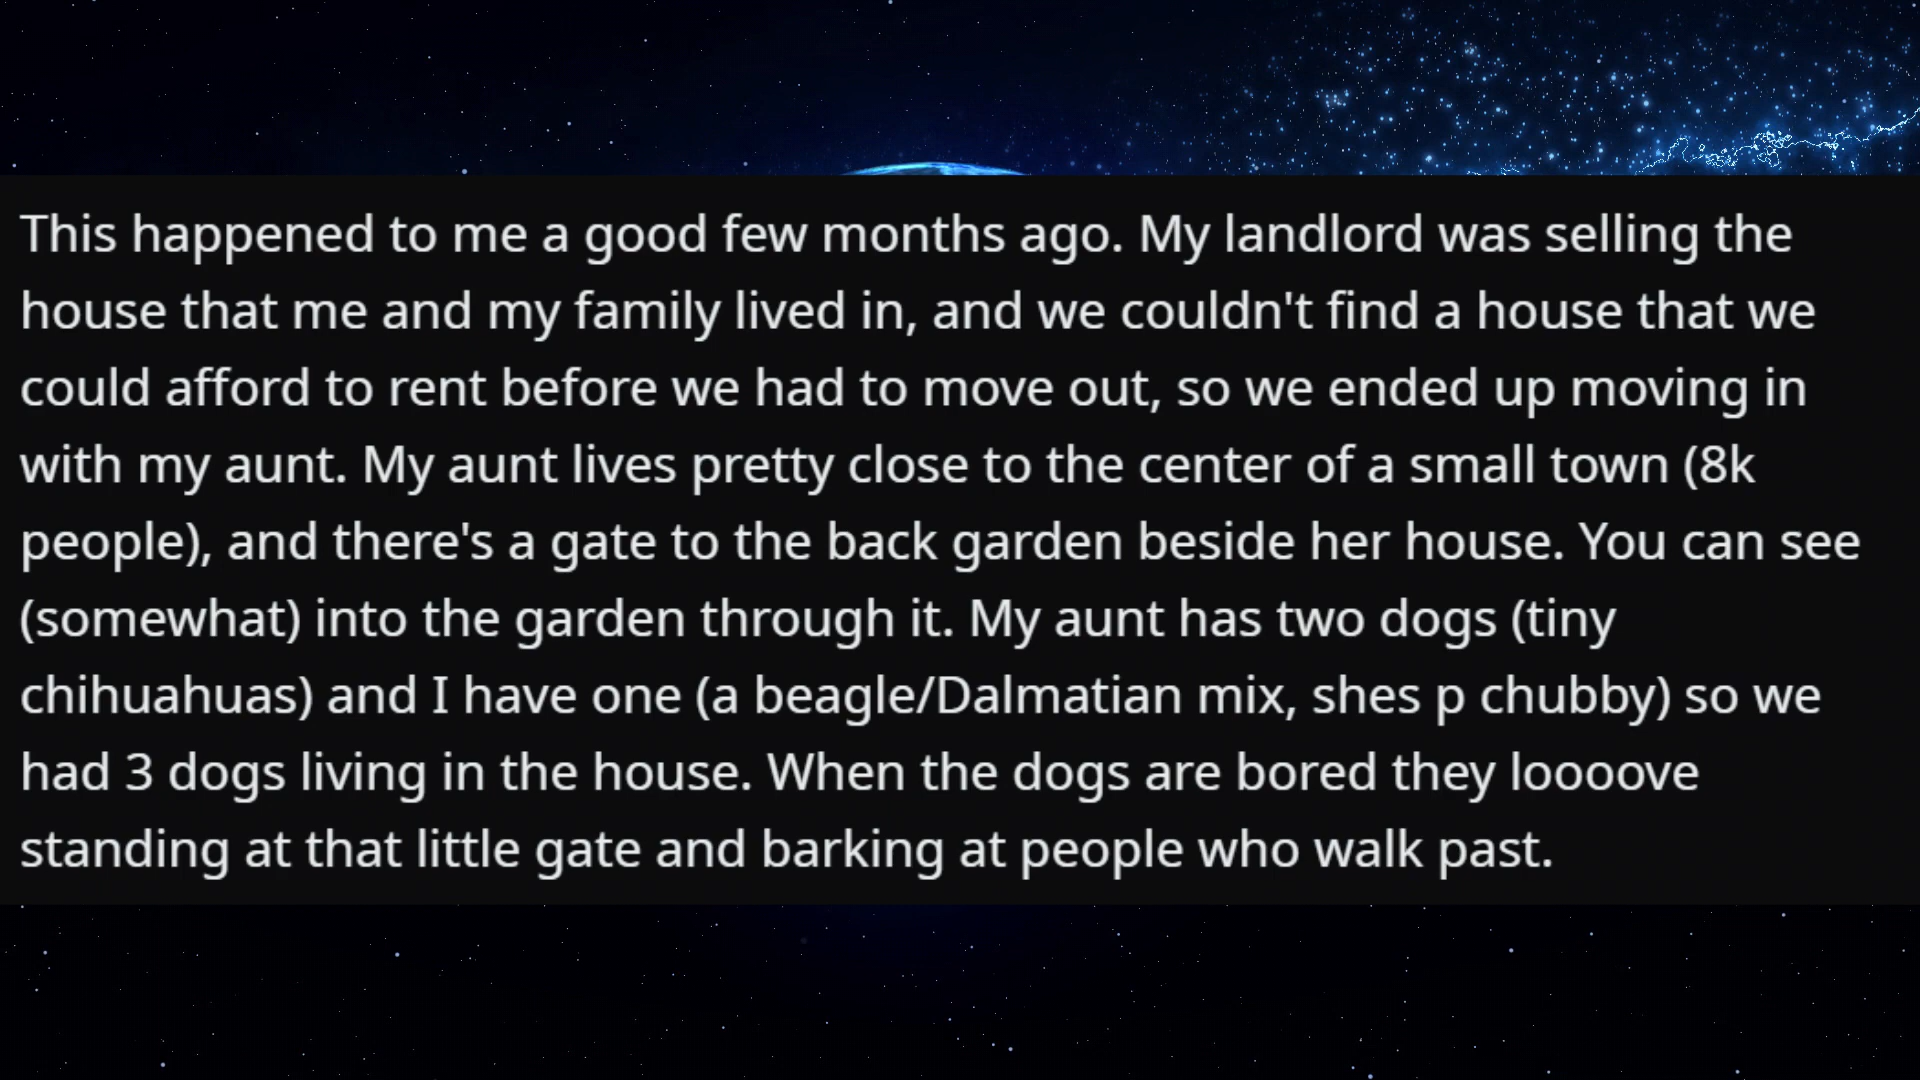 This happened to me a good few months ago. My landlord was selling the
house that me and my family lived in, and we couldn't find a house that we
could afford to rent before we had to move out, so we ended up moving in
with my aunt. My aunt lives pretty close to the center of a small town (8k
people), and there's a gate to the back garden beside her house. You can see
(somewhat) into the garden through it. My aunt has two dogs (tiny
chihuahuas) and I have one (a beagle/Dalmatian mix, shes p chubby) so we
had 3 dogs living in the house. When the dogs are bored they loooove
standing at that little gate and barking at people who walk past.